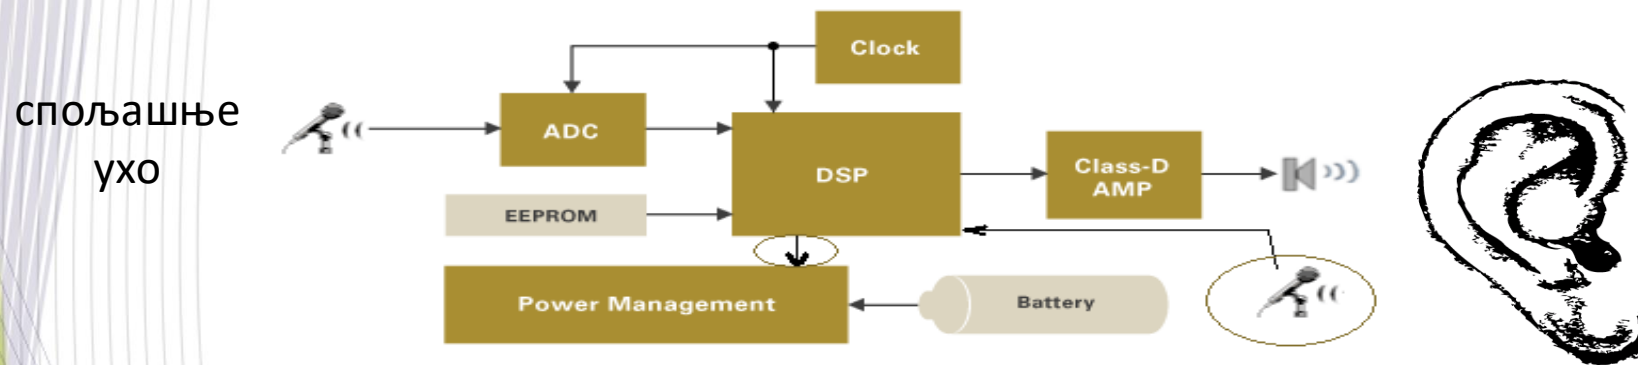 спољашње
ухо
Clock
ADC
DSP
Class-D
AMP
EEPROM
Power Management
Battery